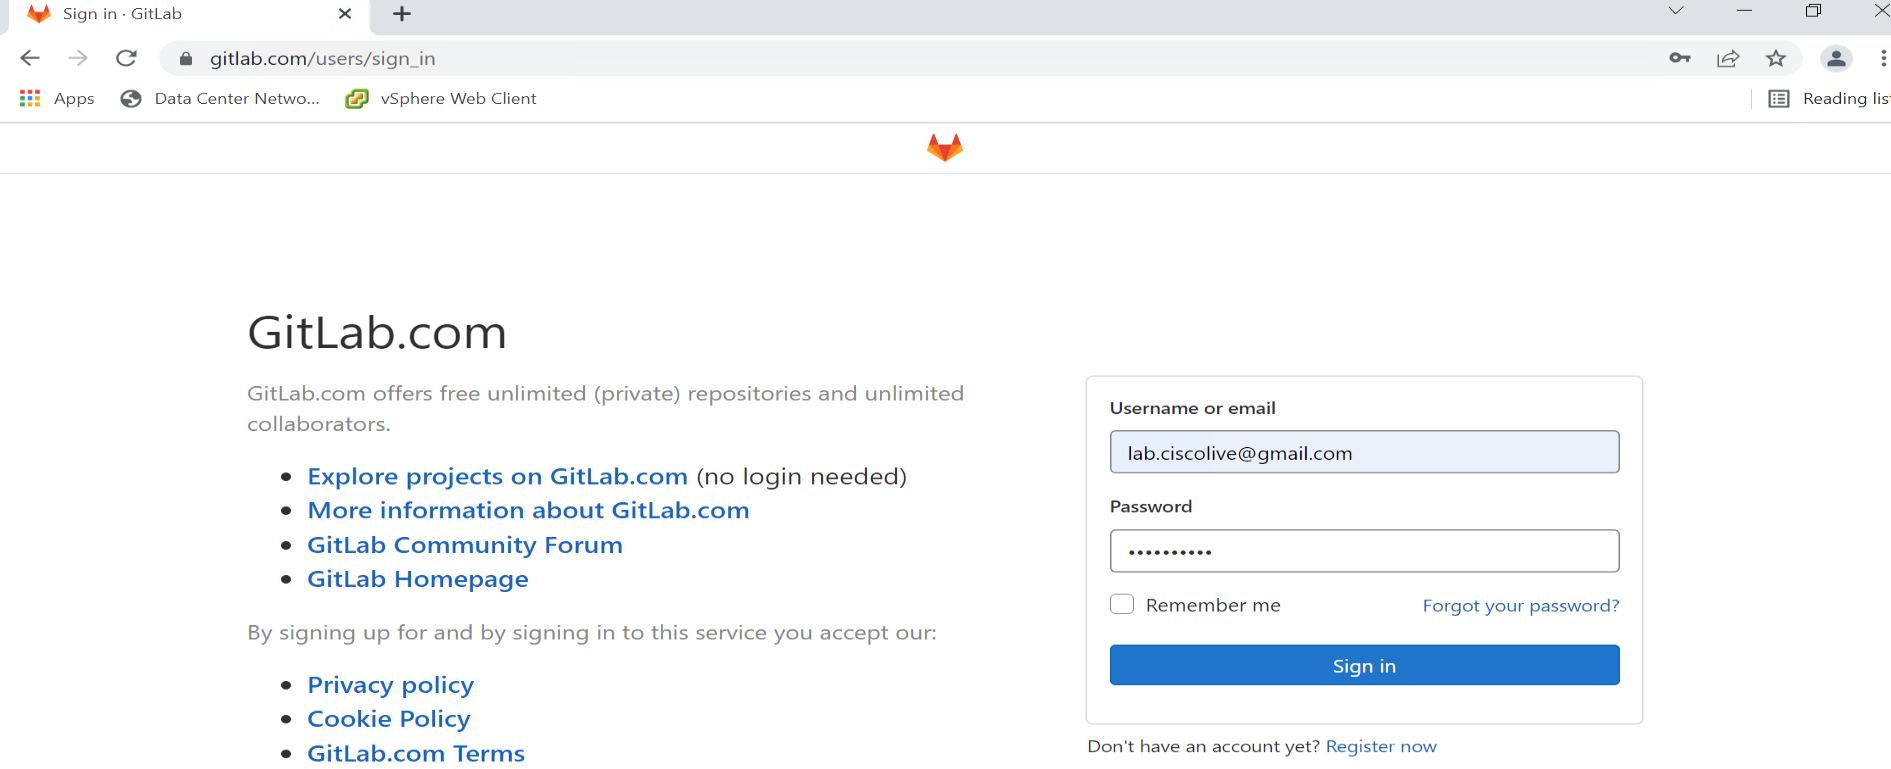 Sign in · GitLab
gitlab.com/users/sign_in
Apps Data Center Netwo... vSphere Web Client Reading lis
GitLab.com
GitLab.com offers free unlimited (private) repositories and unlimited
collaborators.
Explore projects on GitLab.com (no login needed)
More information about GitLab.com
GitLab Community Forum
GitLab Homepage
By signing up for and by signing in to this service you accept our:
Privacy policy
Cookie Policy
GitLab.com Terms
Username or email
lab.ciscolive@gmail.com
Password
••••••••••
Remember me Forgot your password?
Sign in
Don't have an account yet? Register now